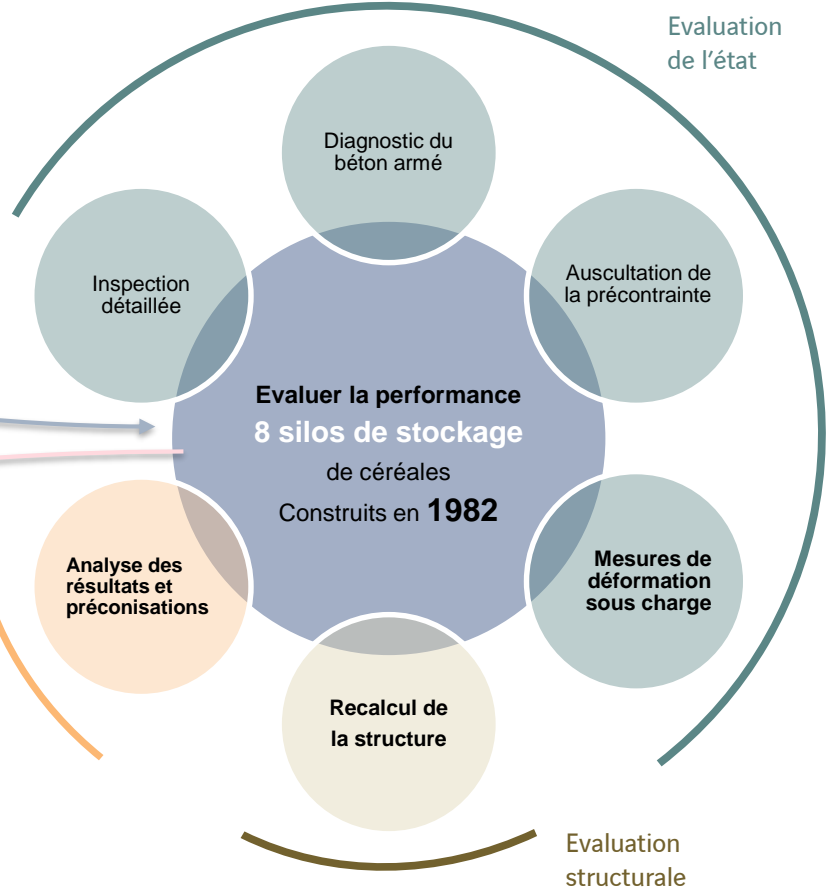 Evaluation
de l'état
Diagnostic du
béton armé
Inspection
détaillée
Auscultation de
la précontrainte
Evaluer la performance
8 silos de stockage
de céréales
Construits en 1982
Analyse des
résultats et
préconisations
Mesures de
déformation
sous charge
Recalcul de
la structure
Evaluation
structurale